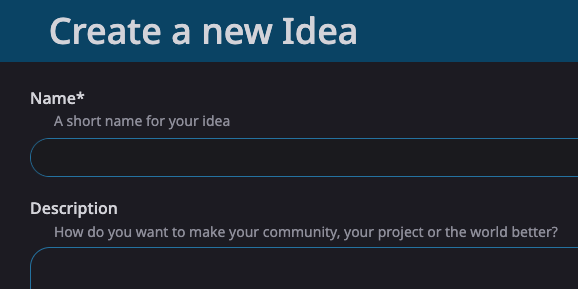 Create a new Idea
Name*
A short name for your idea
Description
How do you want to make your community, your project or the world better?